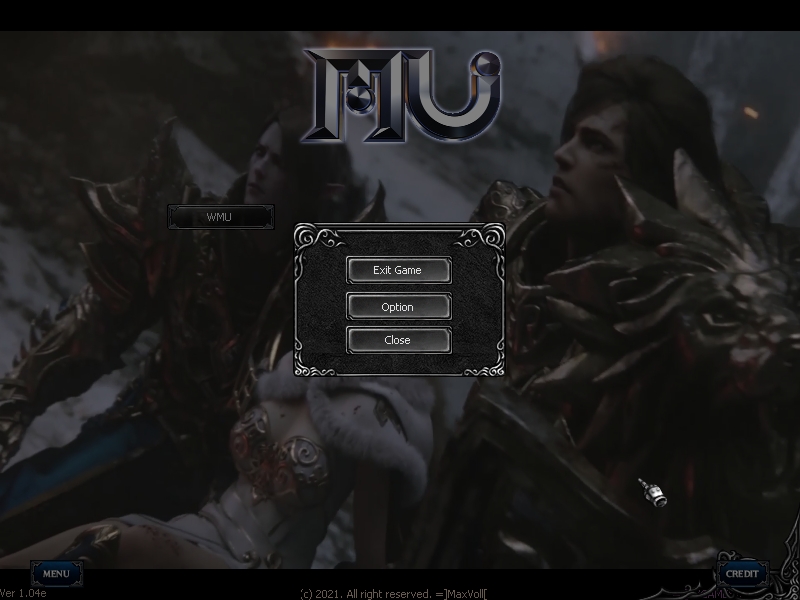 MU
WMU
Exit Game
Option
Close
MENU
CREDIT
Ver 1.04e
(c) 2021. All right reserved. =]MaxVoll[